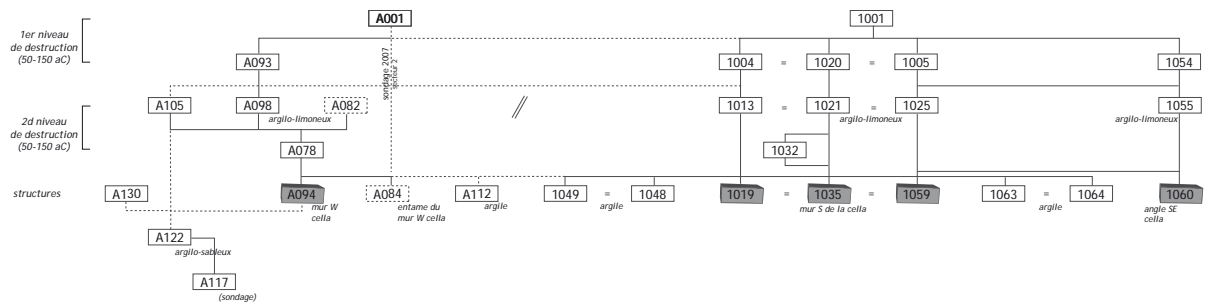 A001 1001
1er niveau
de destruction
(50-150 aC)
sondage 2007
secteur 2
A093 1004 = 1020 = 1005 1054
A105 A098 A082 1013 = 1021 = 1025 1055
argilo-limoneux argilo-limoneux argilo-limoneux
2d niveau
de destruction
(50-150 aC)
A078 1032
structures A130 A094 A084 A112 1049 = 1048 1019 = 1035 = 1059 1063 = 1064 1060
mur W
cella
entame du
mur W cella
argile argile mur S de la cella argile
angle SE
cella
A122
argilo-sableux
A117
(sondage)